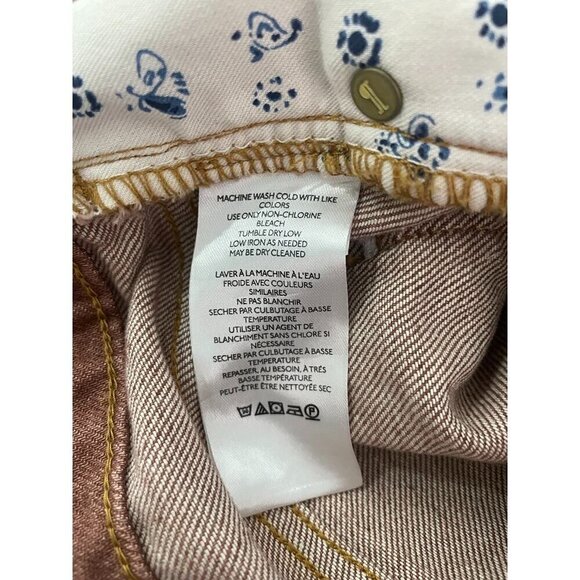 MACHINE WASH COLD WITH LIKE
COLORS
USE ONLY NON-CHLORINE
BLEACH
TUMBLE DRY LOW
LOW IRON AS NEEDED
MAY BE DRY CLEANED
LAVER À LA MACHINE À L'EAU
FROIDE AVEC COULEURS
SIMILAIRES
NE PAS BLANCHIR
SECHER PAR CULBUTAGE À BASSE
TEMPERATURE
UTILISER UN AGENT DE
BLANCHIMENT SANS CHLORE SI
NÉCESSAIRE
SECHER PAR CULBUTAGE À BASSE
TEMPERATURE
REPASSER, AU BESOIN, À TRÉS
BASSE TEMPÉRATURE
PEUT-ÊTRE ÊTRE NETTOYÉE SEC